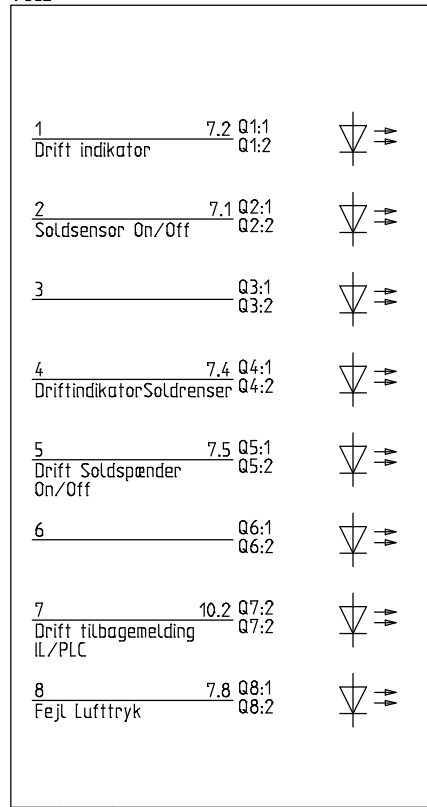 1 7.2 Q1:1
Drift indikator Q1:2
2 7.1 Q2:1
Soldsensor On/Off Q2:2
3 Q3:1
Q3:2
4 7.4 Q4:1
DriftindikatorSoldrenser Q4:2
5 7.5 Q5:1
Drift Soldspænder Q5:2
On/Off
6 Q6:1
Q6:2
7 10.2 Q7:2
Drift tilbagemelding Q7:2
IL/PLC
8 7.8 Q8:1
Fejl Lufttryk Q8:2